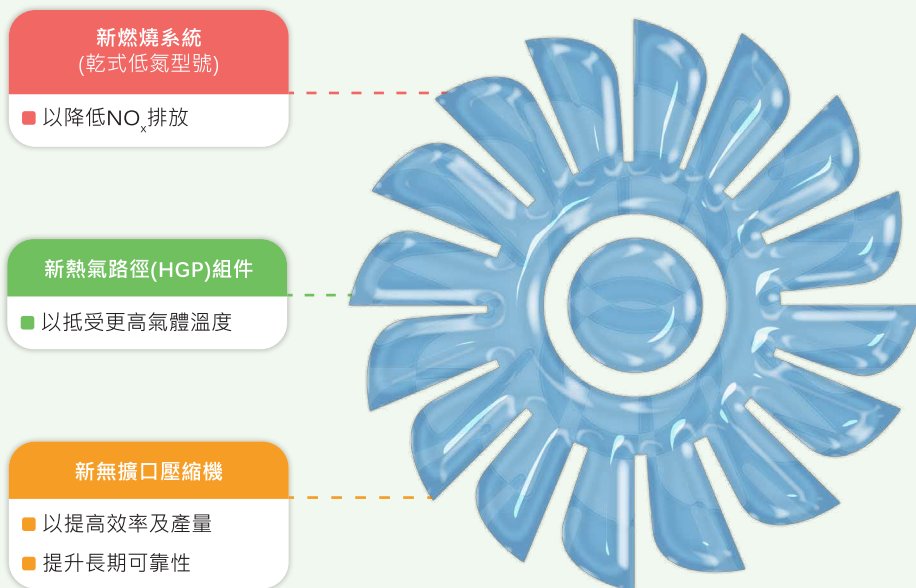 新燃燒系統
(乾式低氮型號)
以降低NOx排放
新熱氣路徑(HGP)組件
以抵受更高氣體溫度
新無擴口壓縮機
以提高效率及產量
提升長期可靠性